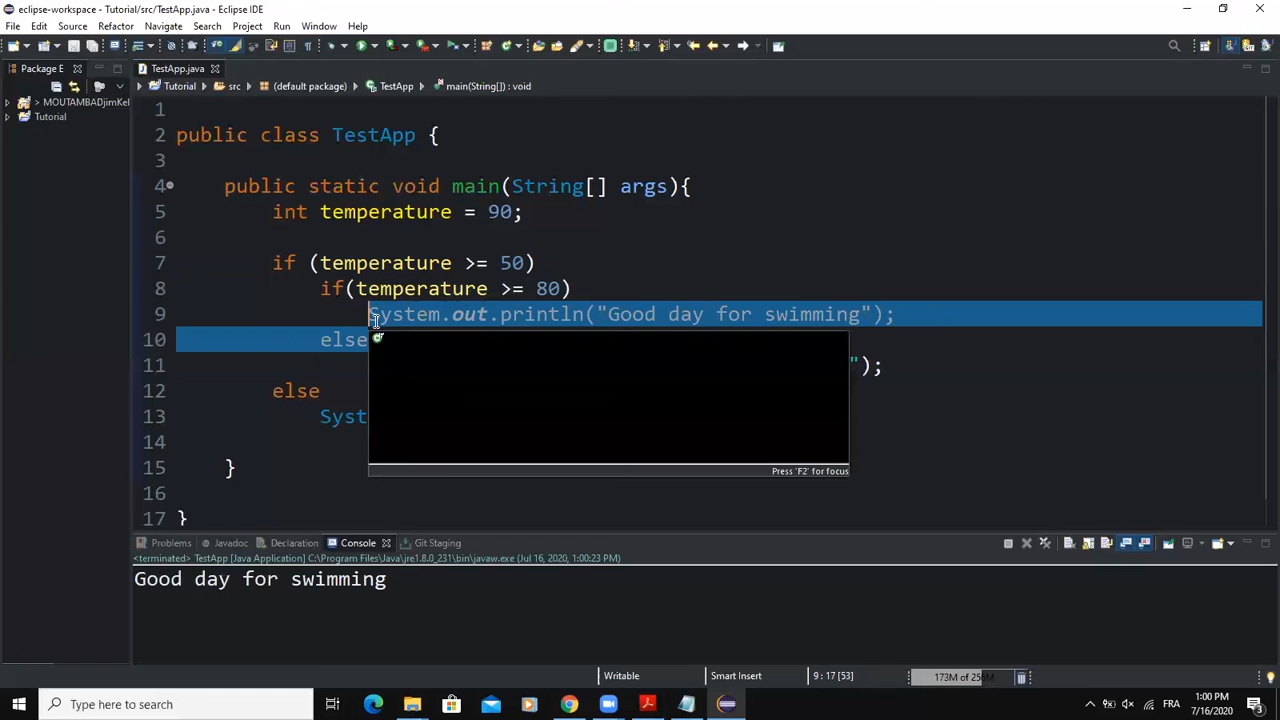 eclipse-workspace - Tutorial/src/TestApp.java - Eclipse IDE
File Edit Source Refactor Navigate Search Project Run Window Help
Package E TestApp.java
Tutorial src (default package) TestApp main(String[]) : void
> MOUTAMBADjimKel
Tutorial
1
2 public class TestApp {
3
4 public static void main(String[] args){
5 int temperature = 90;
6
7 if (temperature >= 50)
8 if(temperature >= 80)
9 System.out.println("Good day for swimming");
10 else
11 ");
12 else
13 Syst
14
15 }
16
17 }
Press 'F2' for focus
Problems Javadoc Declaration Console Git Staging
<terminated> TestApp [Java Application] C:\Program Files\Java\jre1.8.0_231\bin\javaw.exe (Jul 16, 2020, 1:00:23 PM)
Good day for swimming
Writable Smart Insert 9 : 17 [53] 173M of 256M
Type here to search
FRA
1:00 PM
7/16/2020
3